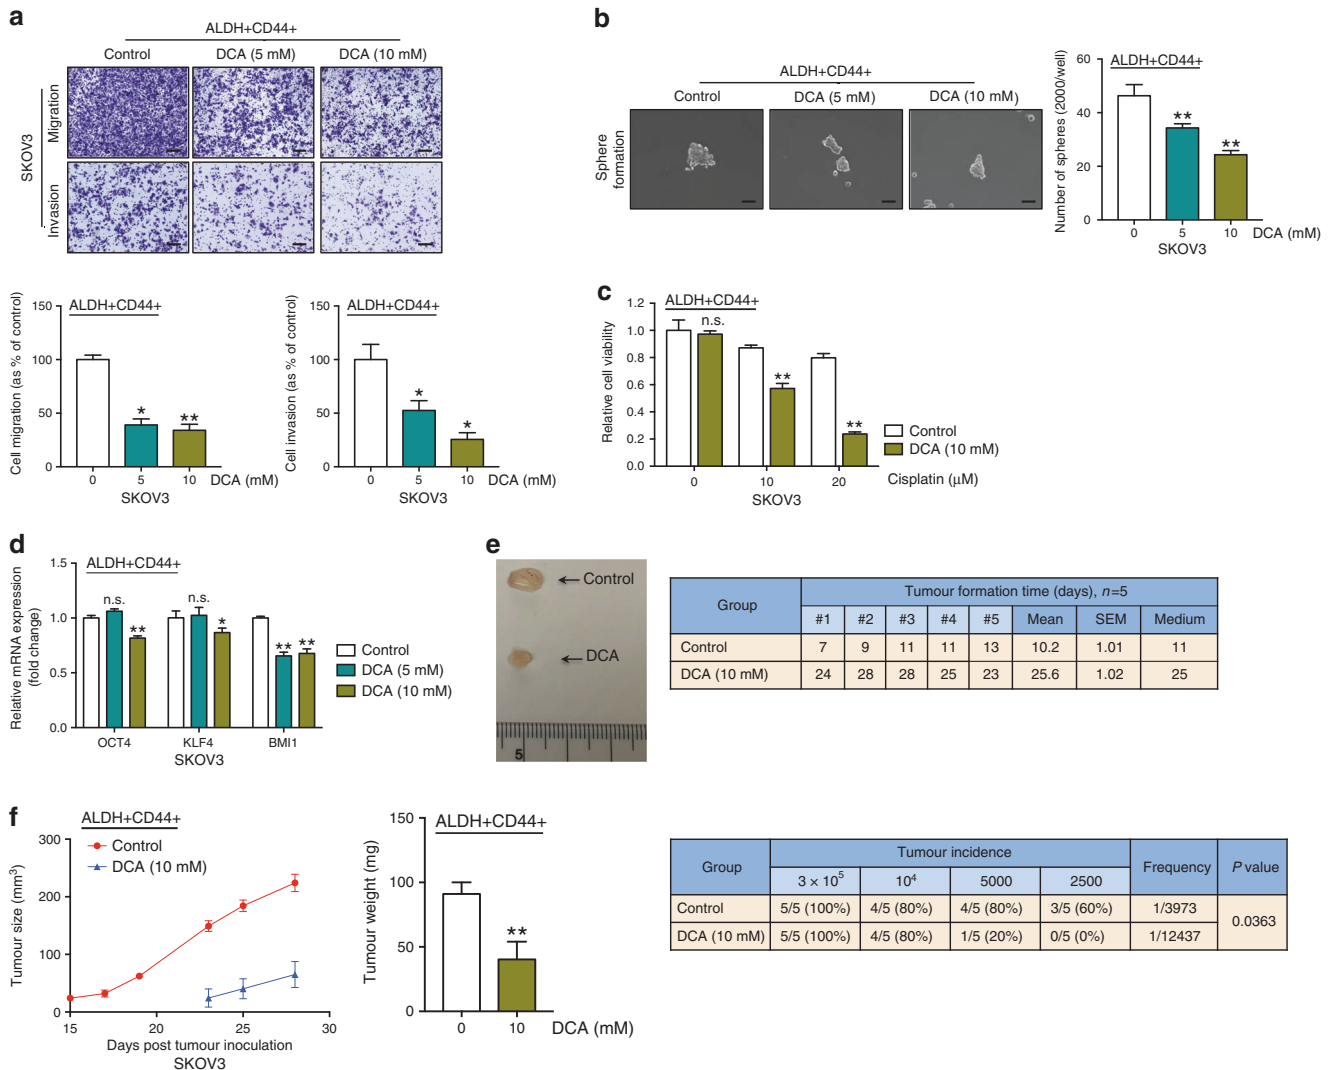 a
ALDH+CD44+
Control DCA (5 mM) DCA (10 mM)
SKOV3
Migration
Invasion
Cell migration (as % of control)
ALDH+CD44+
150
100
50
0
* **
0 5 10 DCA (mM)
SKOV3
Cell invasion (as % of control)
ALDH+CD44+
150
100
50
0
* *
0 5 10 DCA (mM)
SKOV3
b
ALDH+CD44+
Control DCA (5 mM) DCA (10 mM)
Sphere
formation
Number of spheres (2000/well)
ALDH+CD44+
60
40
20
0
** **
0 5 10 DCA (mM)
SKOV3
c
Relative cell viability
ALDH+CD44+
1.2
1.0
0.8
0.6
0.4
0.2
0.0
n.s. ** **
0 10 20 Cisplatin (μM)
SKOV3
Control
DCA (10 mM)
d
Relative mRNA expression
(fold change)
ALDH+CD44+
1.5
1.0
0.5
0.0
n.s. ** n.s. * ** **
OCT4 KLF4 BMI1
SKOV3
Control
DCA (5 mM)
DCA (10 mM)
e
Control
DCA
5
Group Tumour formation time (days), n=5
#1 #2 #3 #4 #5 Mean SEM Medium
Control 7 9 11 11 13 10.2 1.01 11
DCA (10 mM) 24 28 28 25 23 25.6 1.02 25
f
ALDH+CD44+
Control
DCA (10 mM)
Tumour size (mm³)
300
200
100
0
15 20 25 30
Days post tumour inoculation
SKOV3
Tumour weight (mg)
ALDH+CD44+
150
100
50
0
**
0 10 DCA (mM)
Group Tumour incidence Frequency P value
3 × 10⁵ 10⁴ 5000 2500
Control 5/5 (100%) 4/5 (80%) 4/5 (80%) 3/5 (60%) 1/3973 0.0363
DCA (10 mM) 5/5 (100%) 4/5 (80%) 1/5 (20%) 0/5 (0%) 1/12437